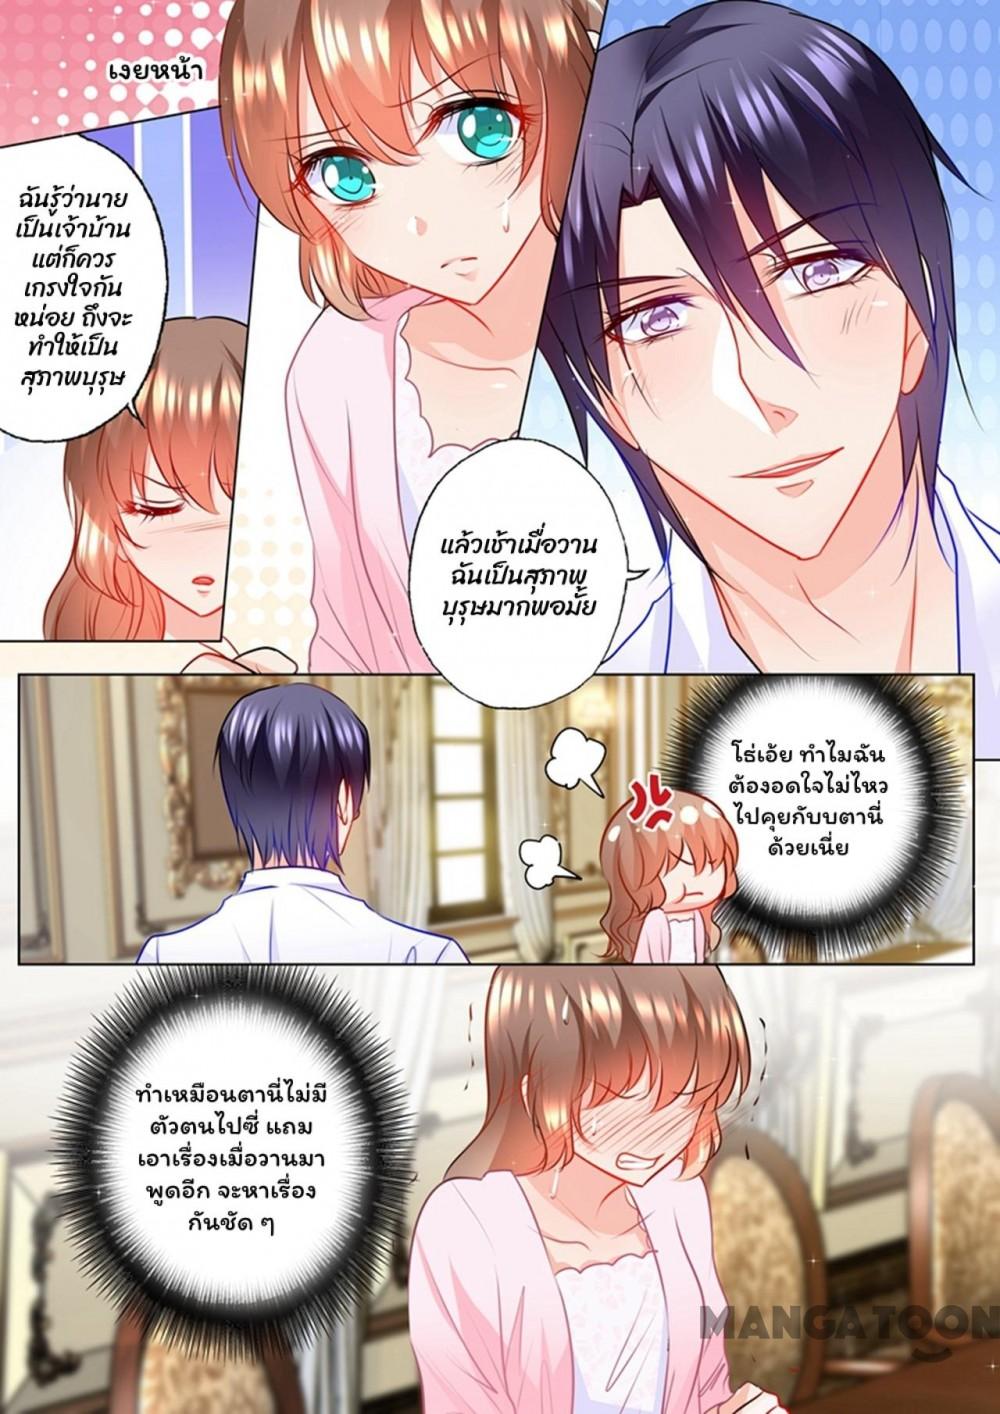 เงยหน้า
ฉันรู้ว่านาย
เป็นเจ้าบ้าน
แต่ก็ควร
เกรงใจกัน
หน่อย ถึงจะ
ทำให้เป็น
สุภาพบุรุษ
แล้วเช้าเมื่อวาน
ฉันเป็นสุภาพ
บุรุษมากพอมั้ย
โธ่เอ้ย ทำไมฉัน
ต้องอดใจไม่ไหว
ไปคุยกับบตานี่
ด้วยเนี่ย
ทำเหมือนตานี่ไม่มี
ตัวตนไปซี่ แถม
เอาเรื่องเมื่อวานมา
พูดอีก จะหาเรื่อง
กันชัด ๆ
MANGATOON